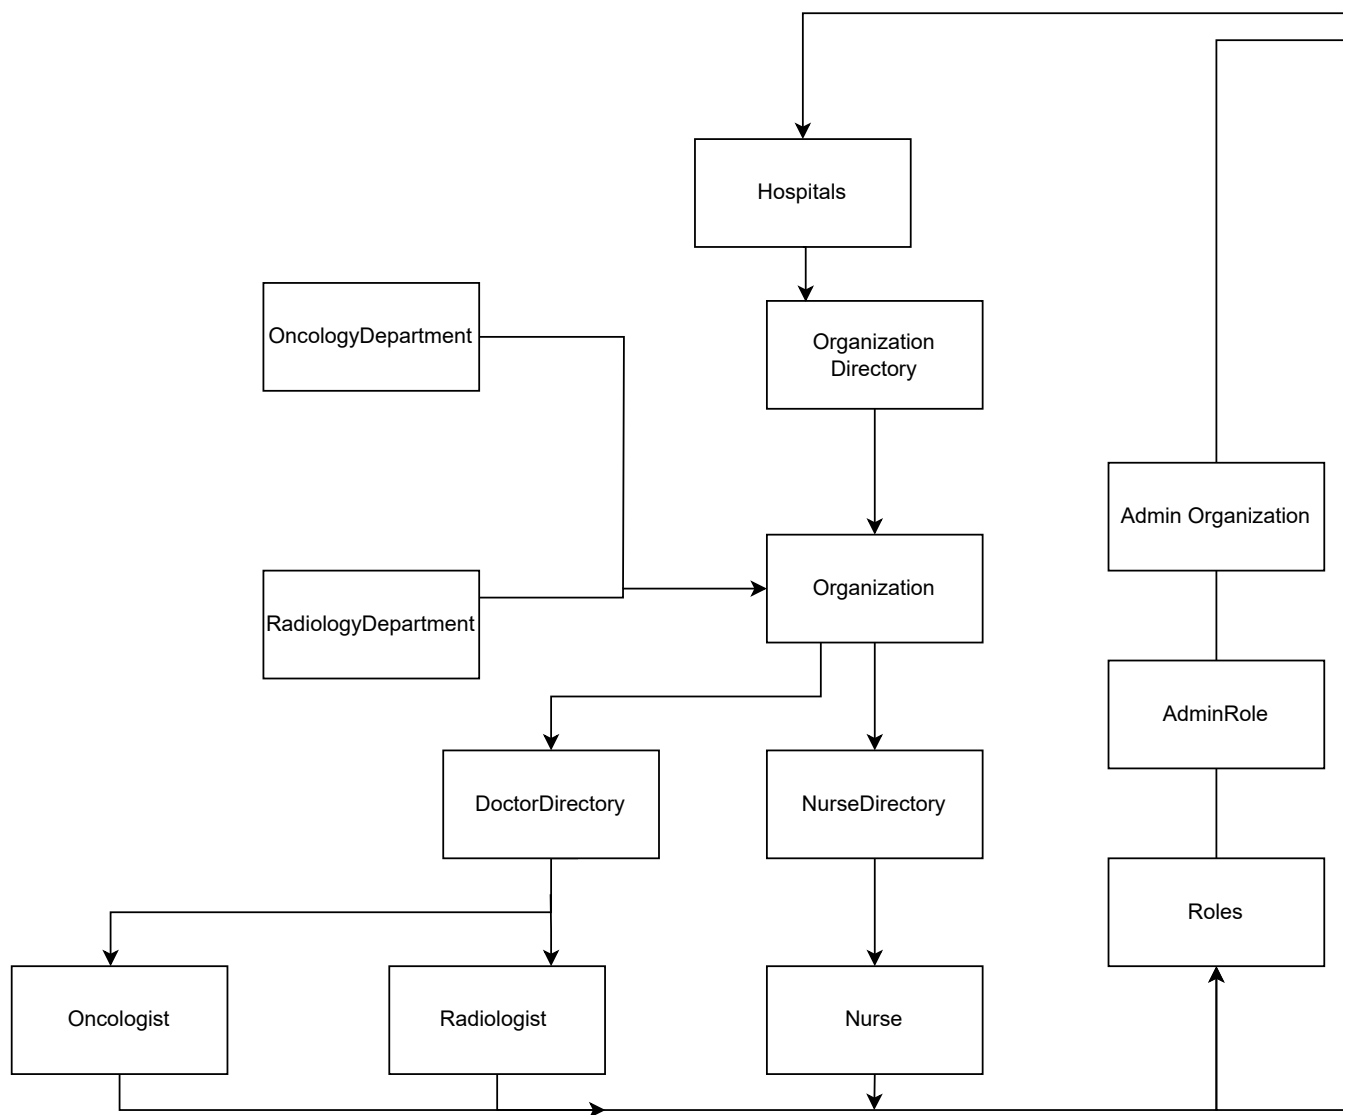 Hospitals
OncologyDepartment
Organization
Directory
Admin Organization
RadiologyDepartment
Organization
AdminRole
DoctorDirectory
NurseDirectory
Roles
Oncologist
Radiologist
Nurse